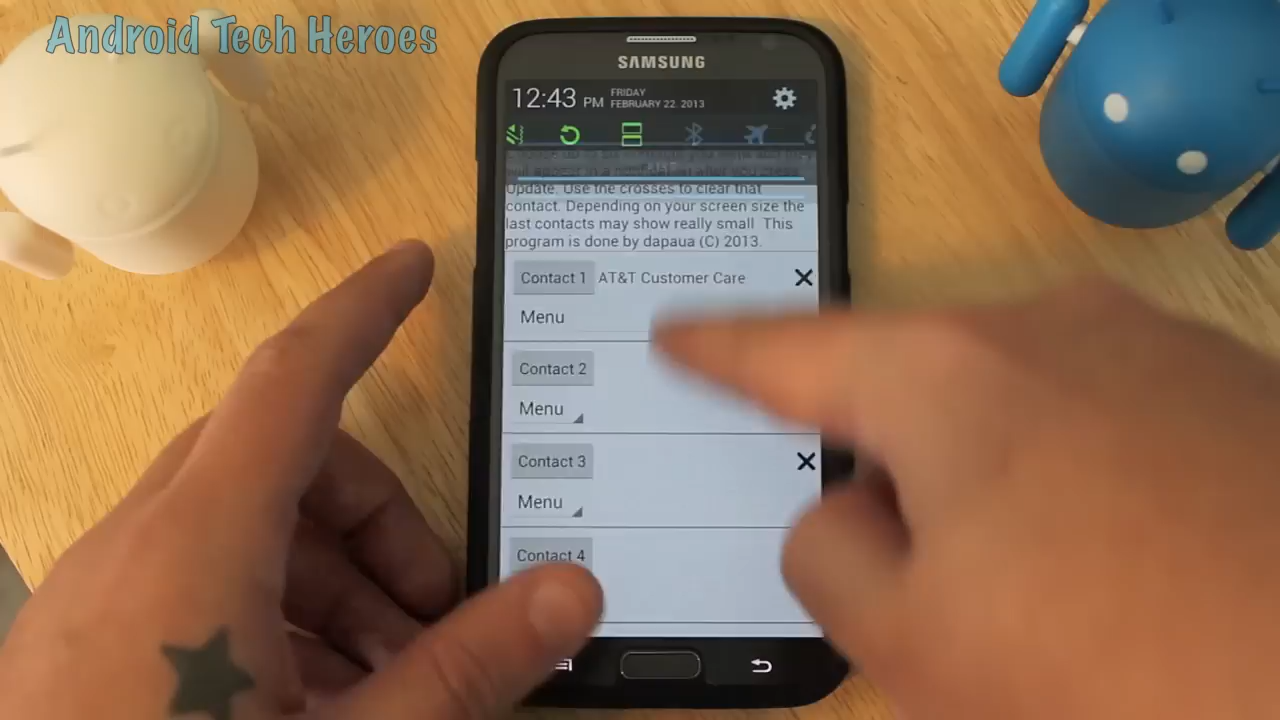 Android Tech Heroes
SAMSUNG
12:43 PM
FRIDAY
FEBRUARY 22, 2013
Update. Use the crosses to clear that
contact. Depending on your screen size the
last contacts may show really small. This
program is done by dapaua (C) 2013.
Contact 1 AT&T Customer Care
Menu
Contact 2
Menu
Contact 3
Menu
Contact 4